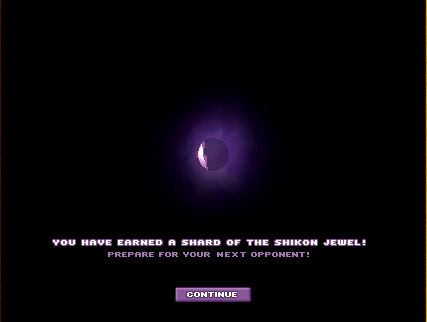 YOU HAVE EARNED A SHARD OF THE SHIKON JEWEL!
PREPARE FOR YOUR NEXT OPPONENT!
CONTINUE